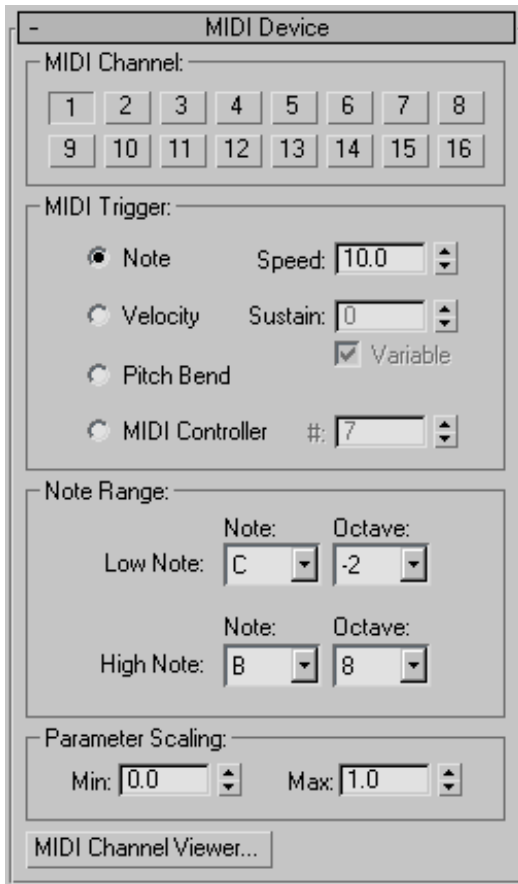 - MIDI Device
MIDI Channel:
1 2 3 4 5 6 7 8
9 10 11 12 13 14 15 16
MIDI Trigger:
Note Speed: 10.0
Velocity Sustain: 0
Variable
Pitch Bend
MIDI Controller #: 7
Note Range:
Note: Octave:
Low Note: C -2
Note: Octave:
High Note: B 8
Parameter Scaling:
Min: 0.0 Max: 1.0
MIDI Channel Viewer...